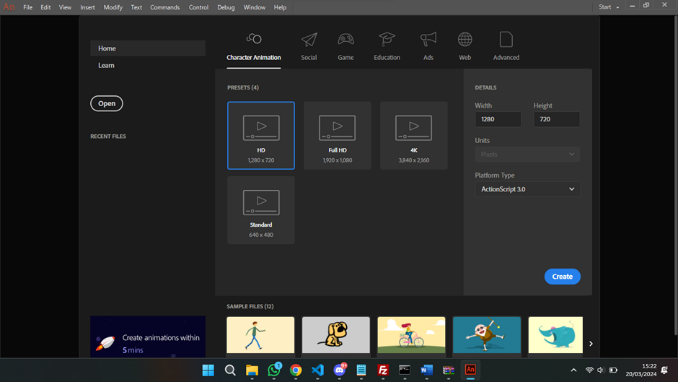 An File Edit View Insert Modify Text Commands Control Debug Window Help Start
Home
Learn
Open
RECENT FILES
Character Animation Social Game Education Ads Web Advanced
PRESETS (4)
HD
1,280 x 720
Full HD
1,920 x 1,080
4K
3,840 x 2,160
Standard
640 x 480
DETAILS
Width Height
1280 720
Units
Pixels
Platform Type
ActionScript 3.0
Create
SAMPLE FILES (12)
Create animations within
5 mins
15:22
20/03/2024